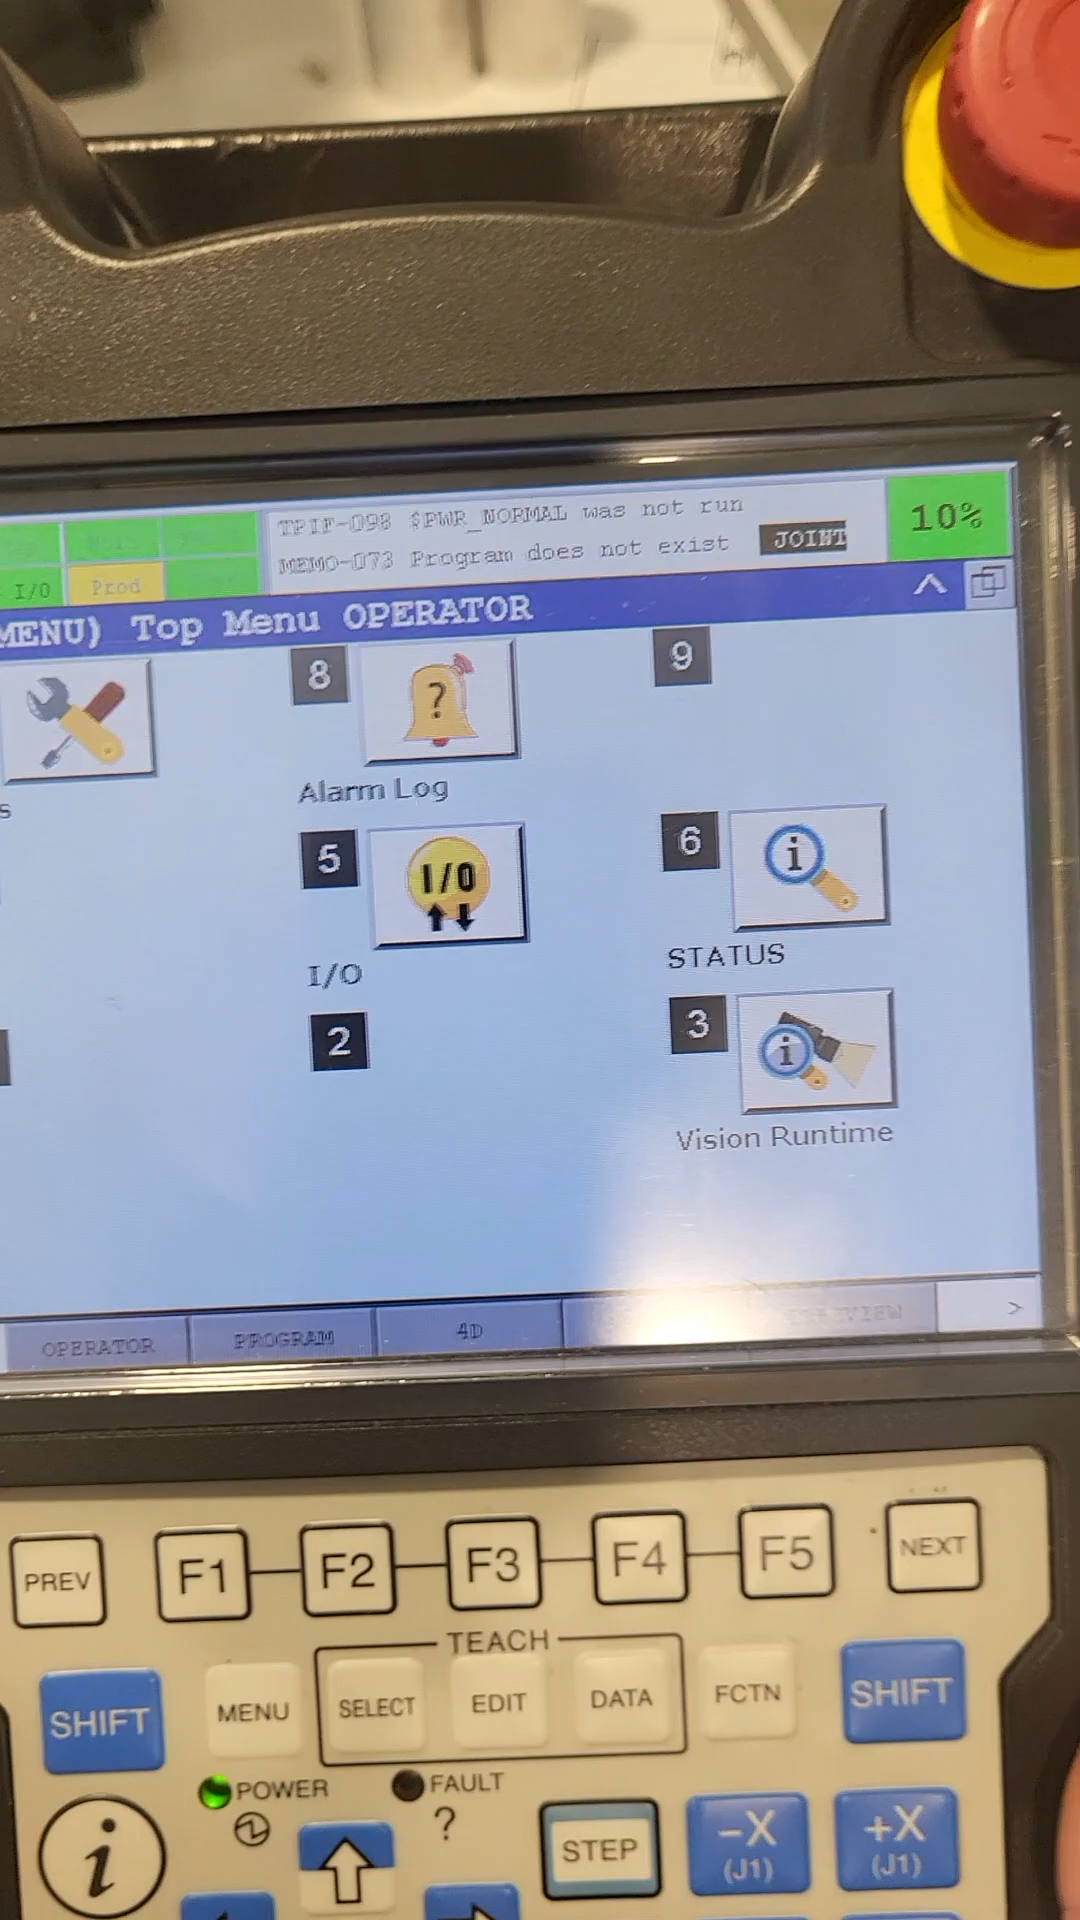 TPIF-098 $PWR_NORMAL was not run
MEMO-073 Program does not exist
JOINT
10%
I/O
Prod
MENU) Top Menu OPERATOR
8
?
9
s
Alarm Log
5
I/O
6
i
I/O
STATUS
2
3
i
Vision Runtime
OPERATOR
PROGRAM
4D
>
PREV
F1
F2
F3
F4
F5
NEXT
TEACH
SHIFT
MENU
SELECT
EDIT
DATA
FCTN
SHIFT
POWER
FAULT
?
i
STEP
-X
(J1)
+X
(J1)